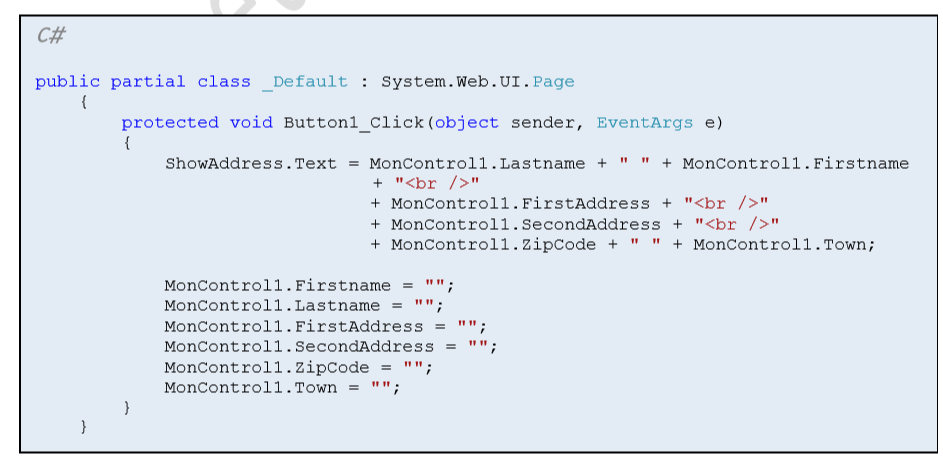 C#
public partial class _Default : System.Web.UI.Page
{
protected void Button1_Click(object sender, EventArgs e)
{
ShowAddress.Text = MonControl1.Lastname + " " + MonControl1.Firstname
+ "<br />"
+ MonControl1.FirstAddress + "<br />"
+ MonControl1.SecondAddress + "<br />"
+ MonControl1.ZipCode + " " + MonControl1.Town;
MonControl1.Firstname = "";
MonControl1.Lastname = "";
MonControl1.FirstAddress = "";
MonControl1.SecondAddress = "";
MonControl1.ZipCode = "";
MonControl1.Town = "";
}
}